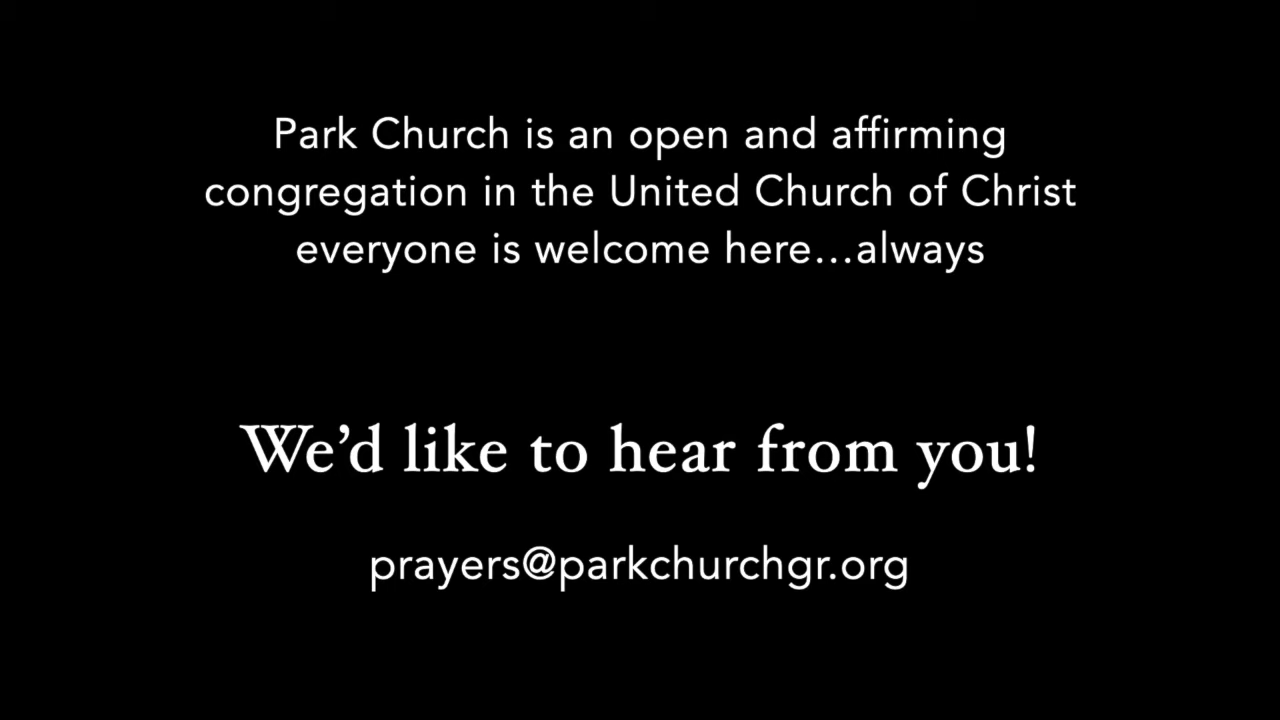 Park Church is an open and affirming
congregation in the United Church of Christ
everyone is welcome here...always
We’d like to hear from you!
prayers@parkchurchgr.org